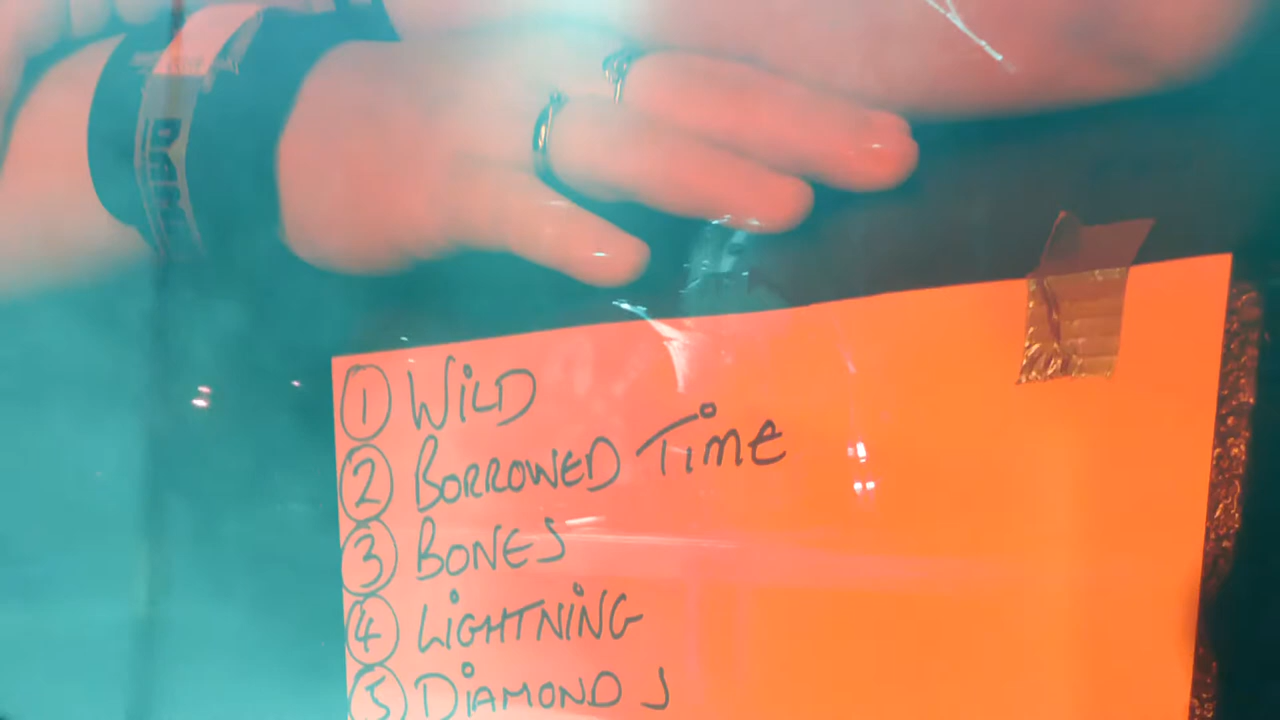 ① WiLD
② BORROWED Time
③ BONES
④ LiGHTNiNG
⑤ DiAMONDS